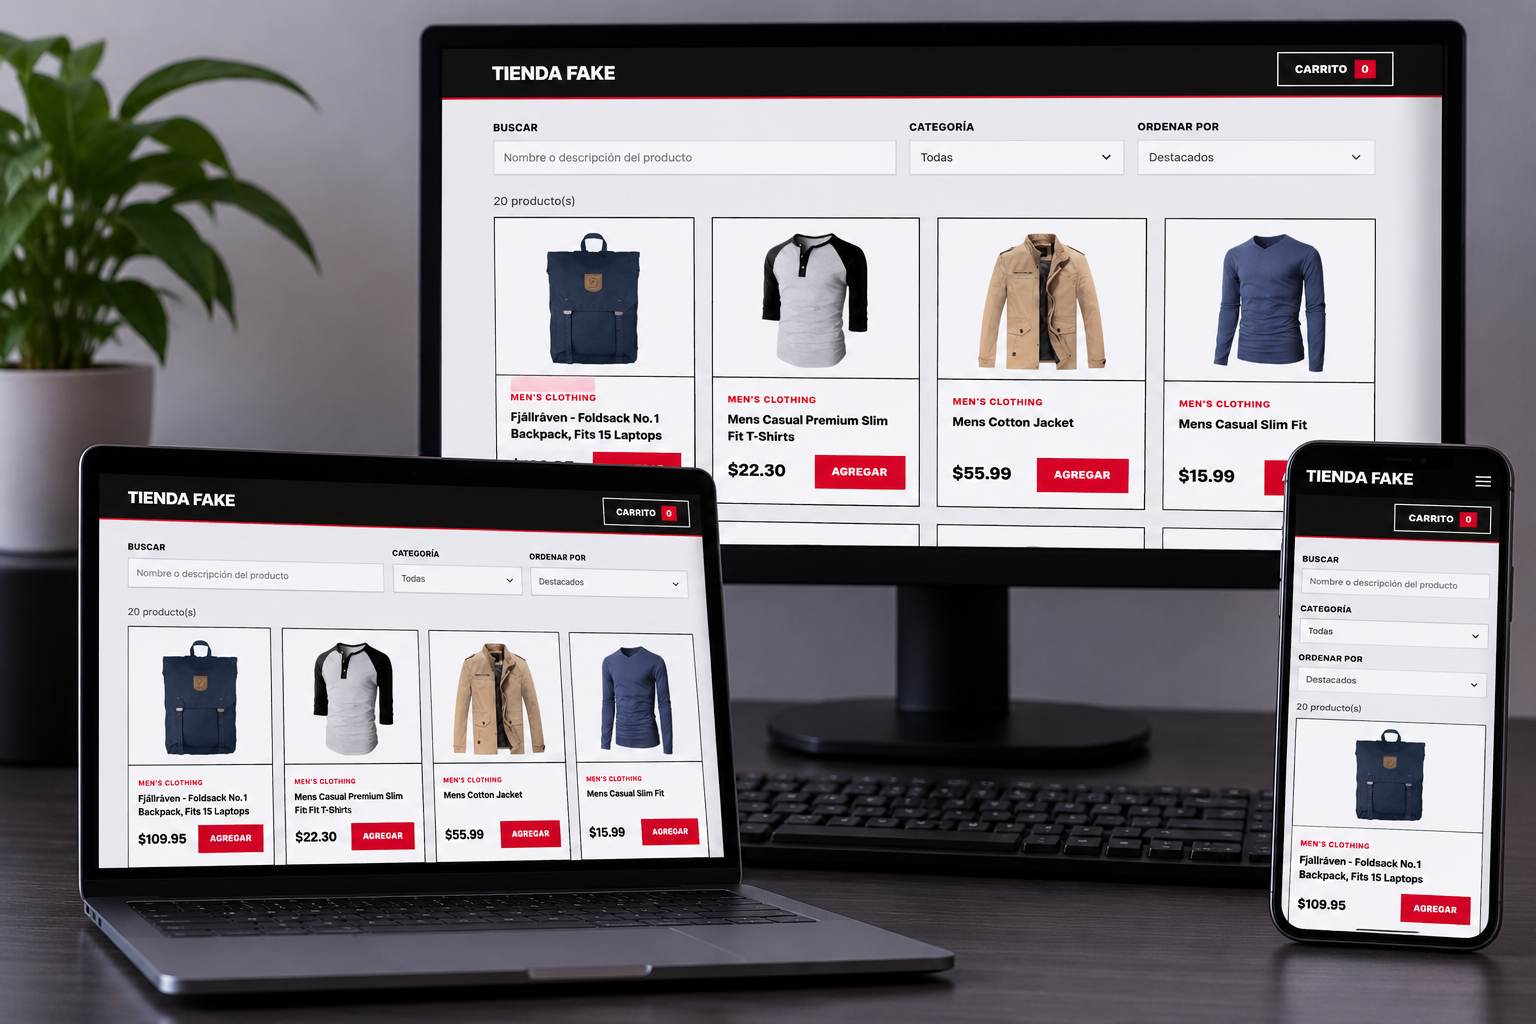 TIENDA FAKE
CARRITO 0
BUSCAR
CATEGORÍA
ORDENAR POR
Nombre o descripción del producto
Todas
Destacados
20 producto(s)
MEN'S CLOTHING
Fjällräven - Foldsack No.1
Backpack, Fits 15 Laptops
MEN'S CLOTHING
Mens Casual Premium Slim
Fit T-Shirts
$22.30
AGREGAR
MEN'S CLOTHING
Mens Cotton Jacket
$55.99
AGREGAR
MEN'S CLOTHING
Mens Casual Slim Fit
$15.99
TIENDA FAKE
CARRITO 0
BUSCAR
CATEGORÍA
ORDENAR POR
Nombre o descripción del producto
Todas
Destacados
20 producto(s)
MEN'S CLOTHING
Fjällräven - Foldsack No.1
Backpack, Fits 15 Laptops
$109.95
AGREGAR
MEN'S CLOTHING
Mens Casual Premium Slim
Fit Fit T-Shirts
$22.30
AGREGAR
MEN'S CLOTHING
Mens Cotton Jacket
$55.99
AGREGAR
MEN'S CLOTHING
Mens Casual Slim Fit
$15.99
AGREGAR
TIENDA FAKE
CARRITO 0
BUSCAR
Nombre o descripción del producto
CATEGORÍA
Todas
ORDENAR POR
Destacados
20 producto(s)
MEN'S CLOTHING
Fjällräven - Foldsack No.1
Backpack, Fits 15 Laptops
$109.95
AGREGAR